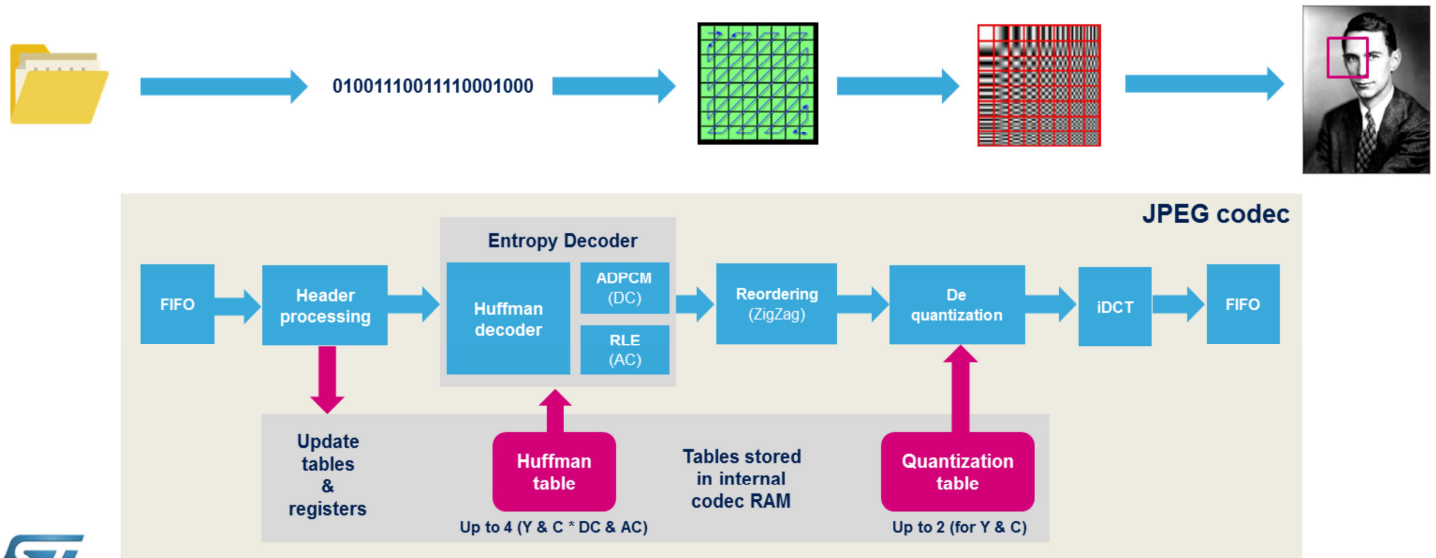 01001110011110001000
JPEG codec
Entropy Decoder
FIFO
Header
processing
Huffman
decoder
ADPCM
(DC)
RLE
(AC)
Reordering
(ZigZag)
De
quantization
iDCT
FIFO
Update
tables
&
registers
Huffman
table
Up to 4 (Y & C * DC & AC)
Tables stored
in internal
codec RAM
Quantization
table
Up to 2 (for Y & C)